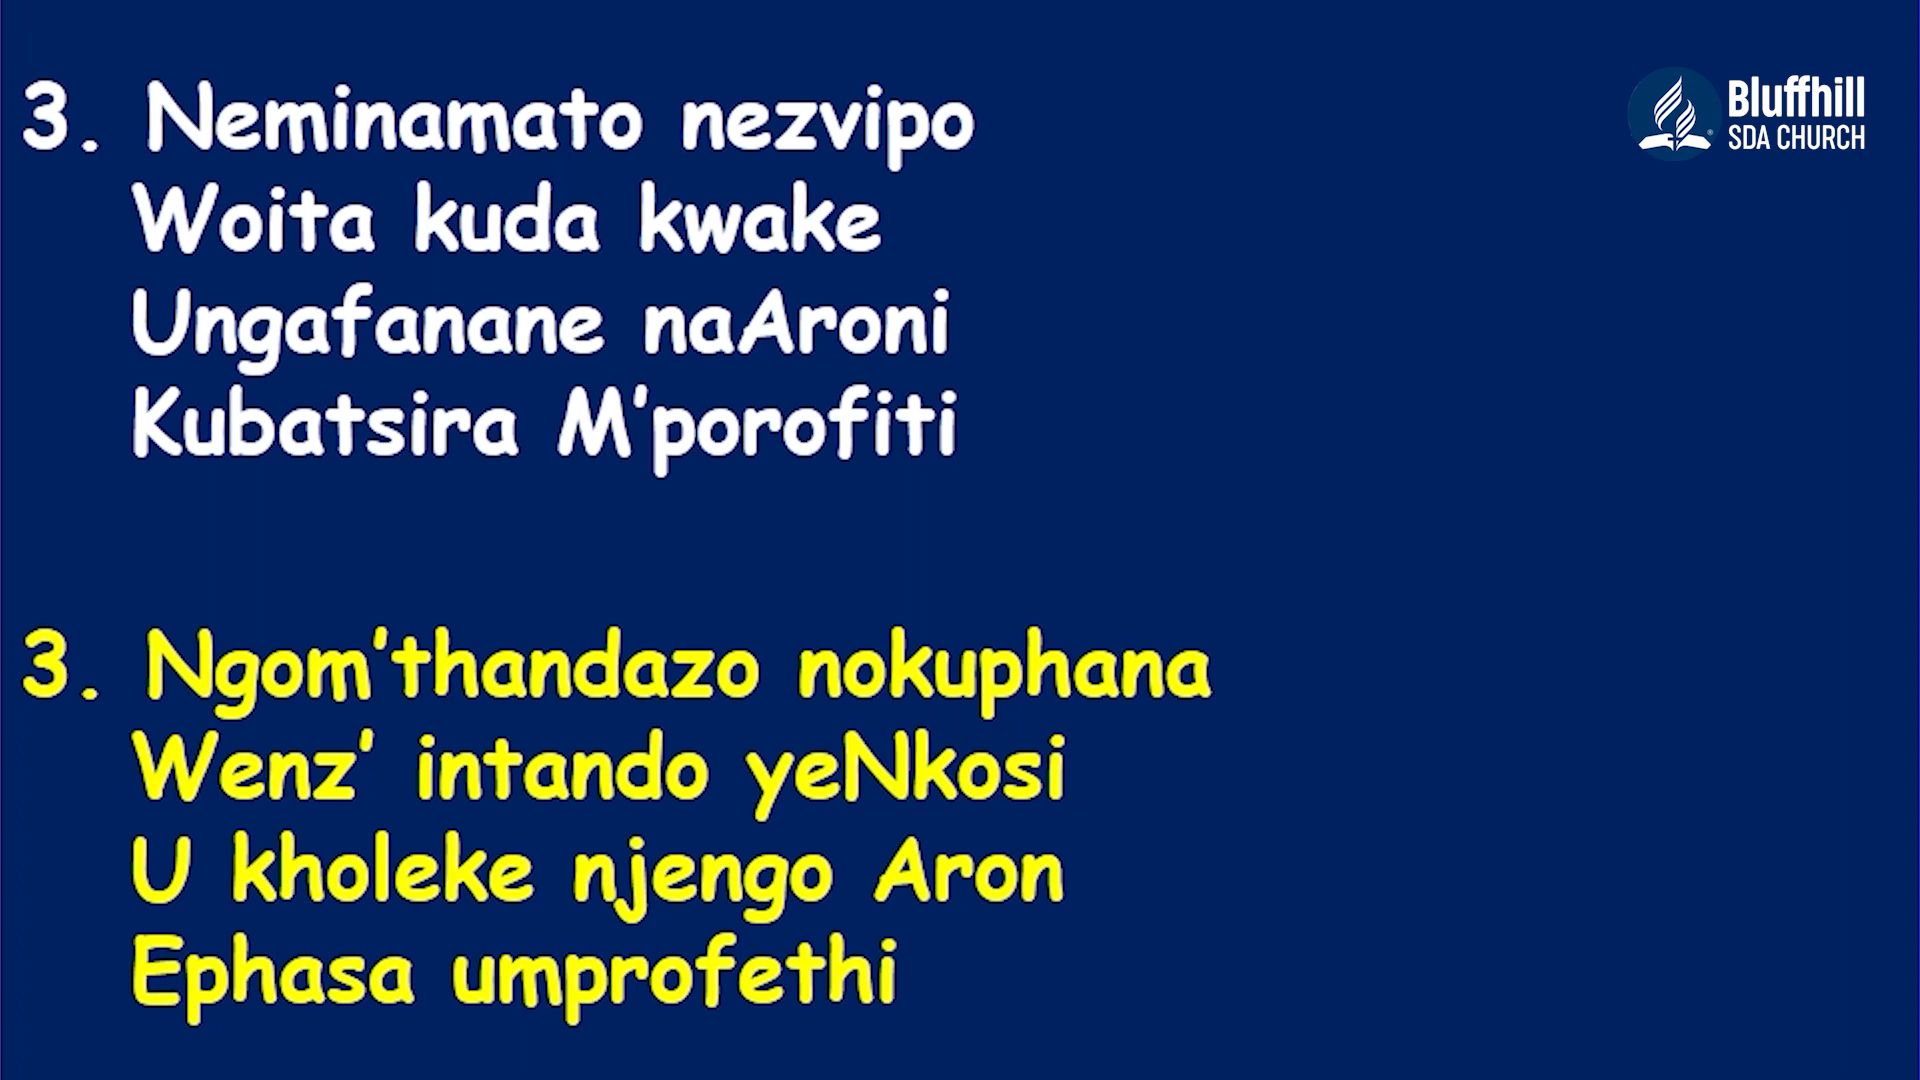 3. Neminamato nezvipo
Woita kuda kwake
Ungafanane naAroni
Kubatsira M'porofiti
Bluffhill
SDA CHURCH
3. Ngom'thandazo nokuphana
Wenz' intando yeNkosi
U kholeke njengo Aron
Ephasa umprofethi